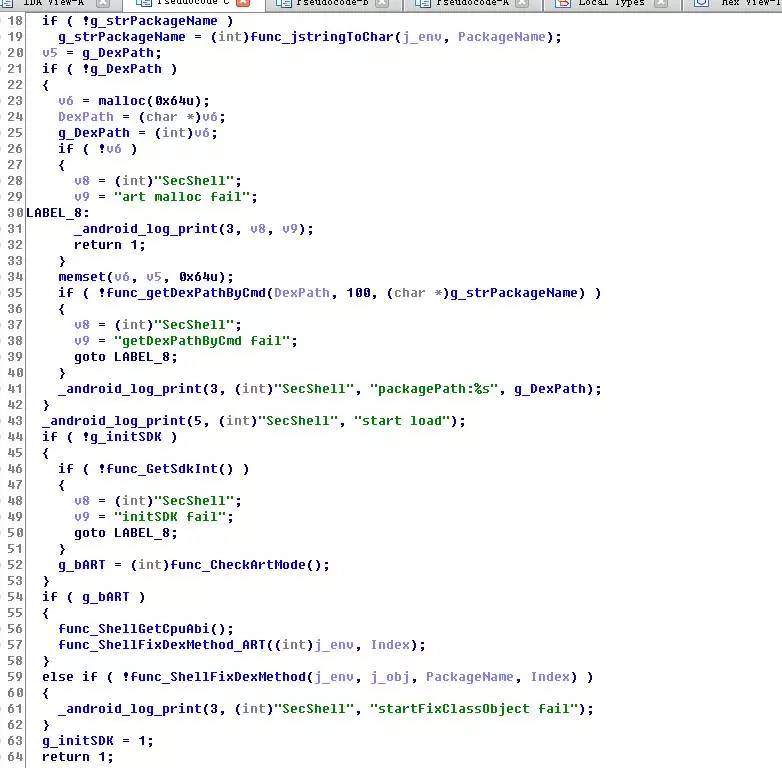 IDA View-A Pseudocode-C Pseudocode-B Pseudocode-A Local Types Hex View-1
18 if ( !g_strPackageName )
19 g_strPackageName = (int)func_jstringToChar(j_env, PackageName);
20 v5 = g_DexPath;
21 if ( !g_DexPath )
22 {
23 v6 = malloc(0x64u);
24 DexPath = (char *)v6;
25 g_DexPath = (int)v6;
26 if ( !v6 )
27 {
28 v8 = (int)"SecShell";
29 v9 = "art malloc fail";
30 LABEL_8:
31 _android_log_print(3, v8, v9);
32 return 1;
33 }
34 memset(v6, v5, 0x64u);
35 if ( !func_getDexPathByCmd(DexPath, 100, (char *)g_strPackageName) )
36 {
37 v8 = (int)"SecShell";
38 v9 = "getDexPathByCmd fail";
39 goto LABEL_8;
40 }
41 _android_log_print(3, (int)"SecShell", "packagePath:%s", g_DexPath);
42 }
43 _android_log_print(5, (int)"SecShell", "start load");
44 if ( !g_initSDK )
45 {
46 if ( !func_GetSdkInt() )
47 {
48 v8 = (int)"SecShell";
49 v9 = "initSDK fail";
50 goto LABEL_8;
51 }
52 g_bART = (int)func_CheckArtMode();
53 }
54 if ( g_bART )
55 {
56 func_ShellGetCpuAbi();
57 func_ShellFixDexMethod_ART((int)j_env, Index);
58 }
59 else if ( !func_ShellFixDexMethod(j_env, j_obj, PackageName, Index) )
60 {
61 _android_log_print(3, (int)"SecShell", "startFixClassObject fail");
62 }
63 g_initSDK = 1;
64 return 1;